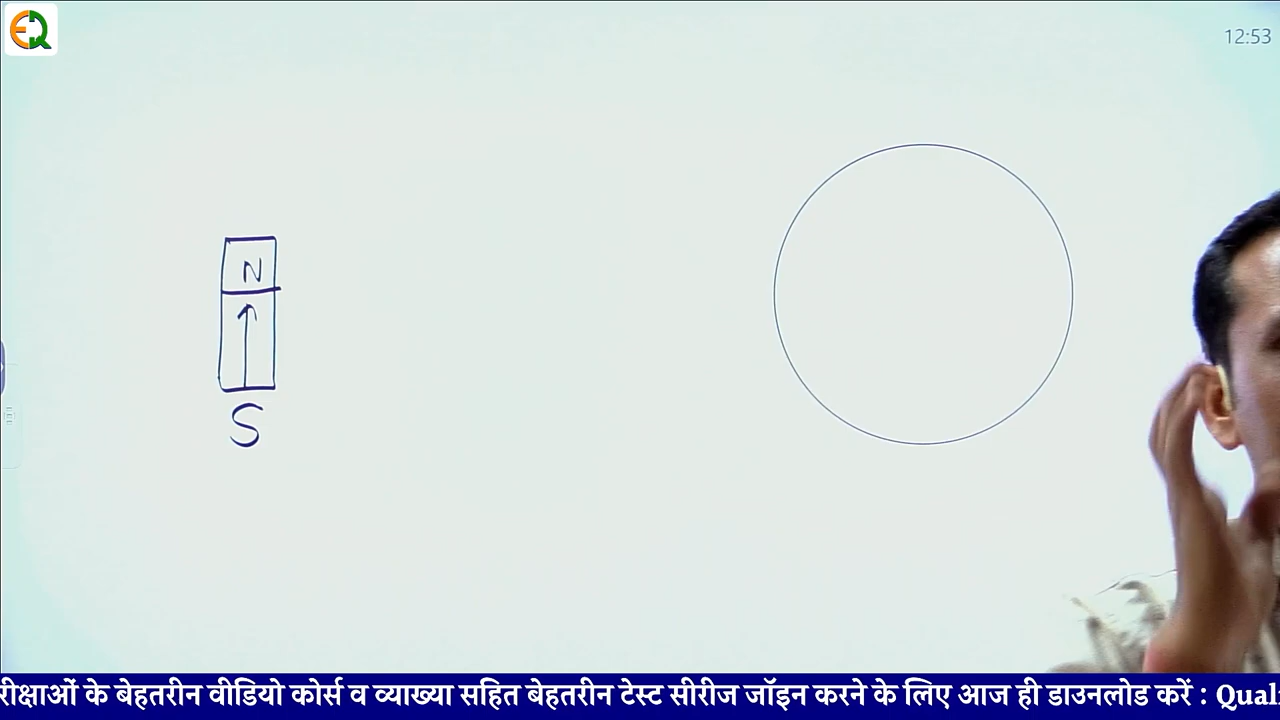 12:53
N
S
रीक्षाओं के बेहतरीन वीडियो कोर्स व व्याख्या सहित बेहतरीन टेस्ट सीरीज जॉइन करने के लिए आज ही डाउनलोड करें :